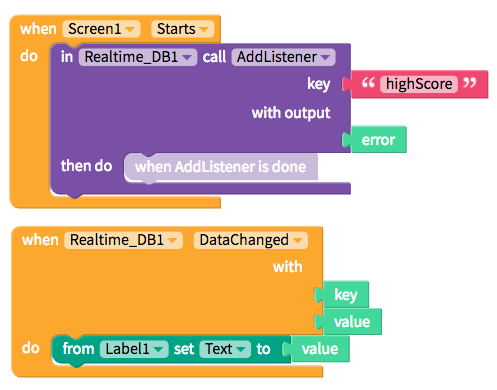 when Screen1 Starts
do in Realtime_DB1 call AddListener
key “ highScore ”
with output
error
then do when AddListener is done
when Realtime_DB1 DataChanged
with
key
value
do from Label1 set Text to value